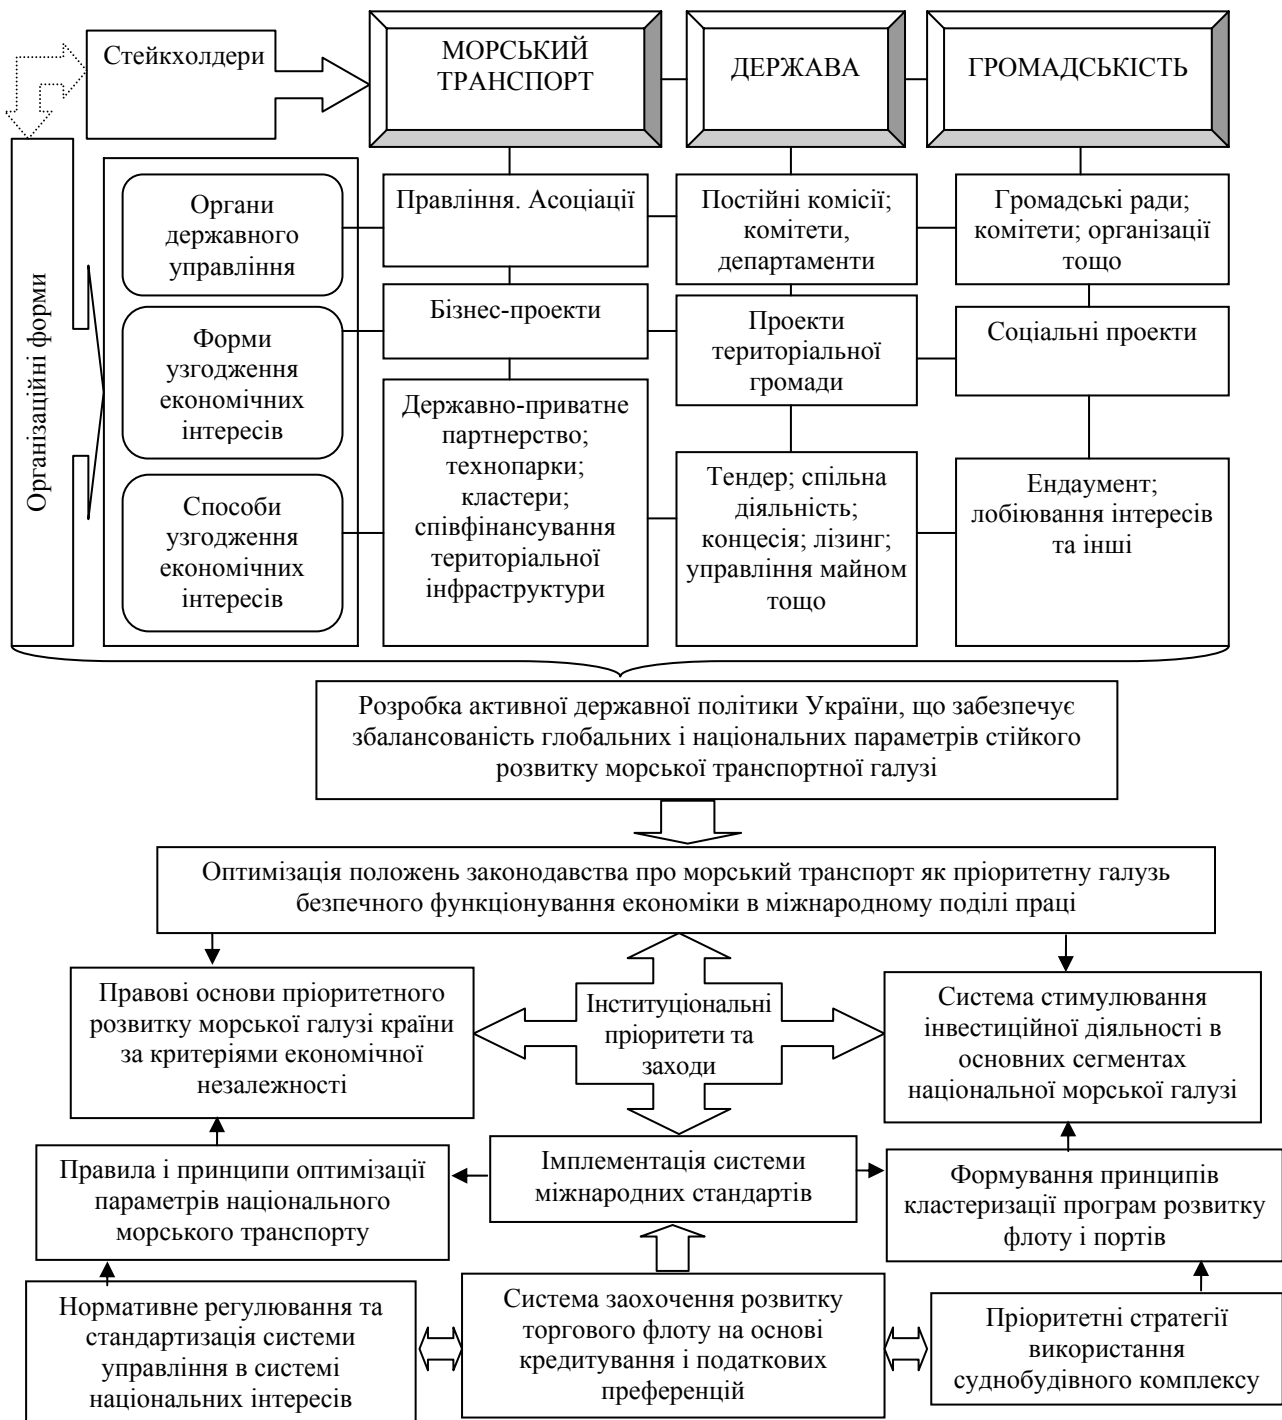 Стейкхолдери
МОРСЬКИЙ
ТРАНСПОРТ
ДЕРЖАВА
ГРОМАДСЬКІСТЬ
Організаційні форми
Органи
державного
управління
Правління. Асоціації
Постійні комісії;
комітети,
департаменти
Громадські ради;
комітети; організації
тощо
Форми
узгодження
економічних
інтересів
Бізнес-проекти
Проекти
територіальної
громади
Соціальні проекти
Способи
узгодження
економічних
інтересів
Державно-приватне
партнерство;
технопарки;
кластери;
співфінансування
територіальної
інфраструктури
Тендер; спільна
діяльність;
концесія; лізинг;
управління майном
тощо
Ендаумент;
лобіювання інтересів
та інші
Розробка активної державної політики України, що забезпечує
збалансованість глобальних і національних параметрів стійкого
розвитку морської транспортної галузі
Оптимізація положень законодавства про морський транспорт як пріоритетну галузь
безпечного функціонування економіки в міжнародному поділі праці
Правові основи пріоритетного
розвитку морської галузі країни
за критеріями економічної
незалежності
Інституціональні
пріоритети та
заходи
Система стимулювання
інвестиційної діяльності в
основних сегментах
національної морської галузі
Правила і принципи оптимізації
параметрів національного
морського транспорту
Імплементація системи
міжнародних стандартів
Формування принципів
кластеризації програм розвитку
флоту і портів
Нормативне регулювання та
стандартизація системи
управління в системі
національних інтересів
Система заохочення розвитку
торгового флоту на основі
кредитування і податкових
преференцій
Пріоритетні стратегії
використання
суднобудівного комплексу